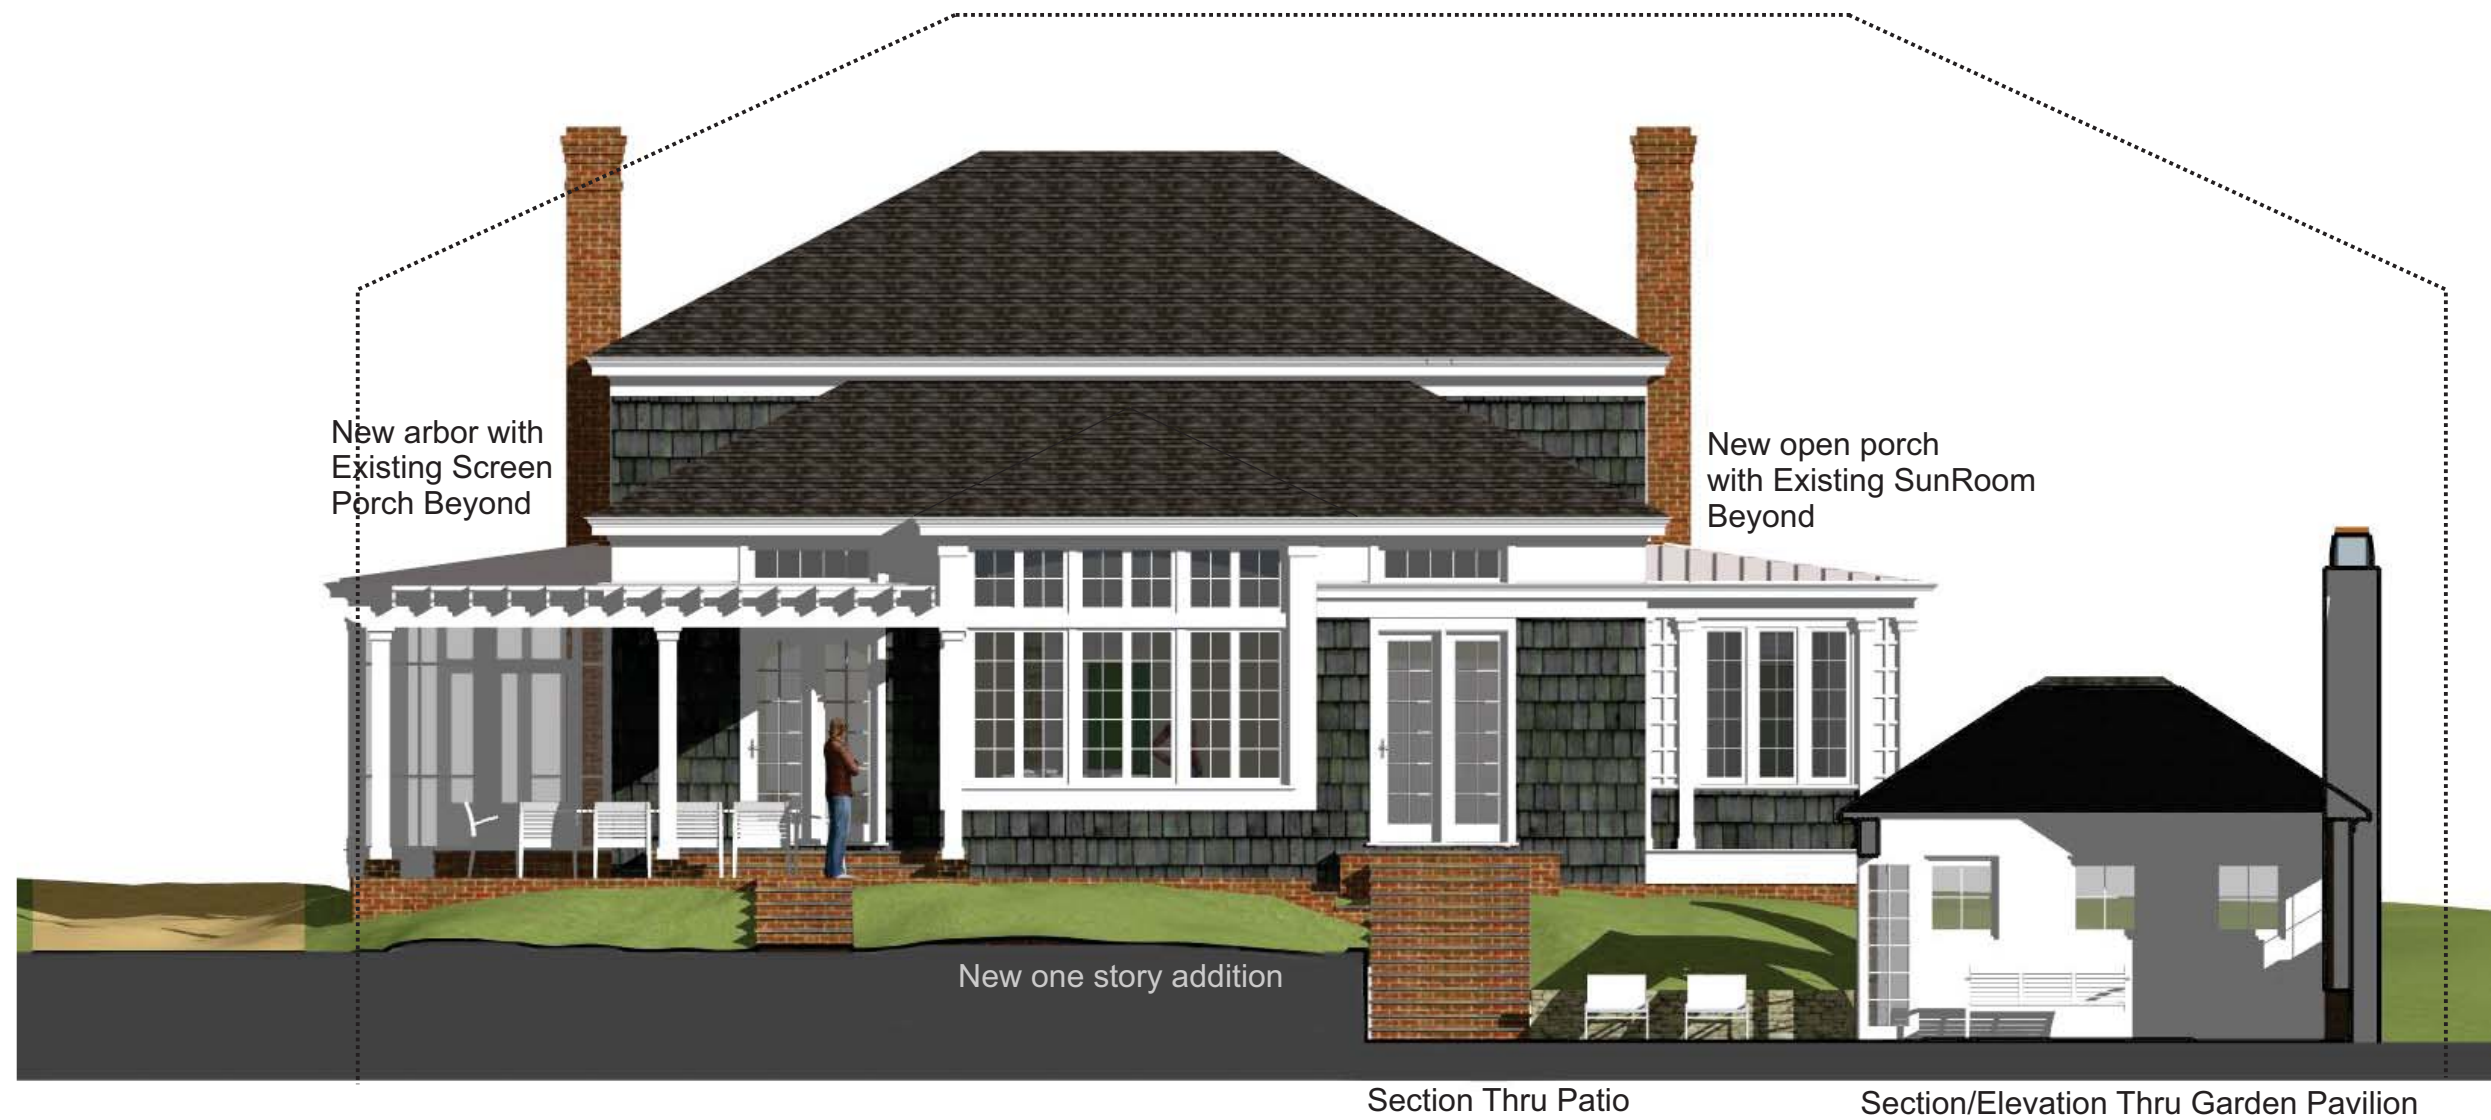 New arbor with
Existing Screen
Porch Beyond
New open porch
with Existing SunRoom
Beyond
New one story addition
Section Thru Patio
Section/Elevation Thru Garden Pavilion